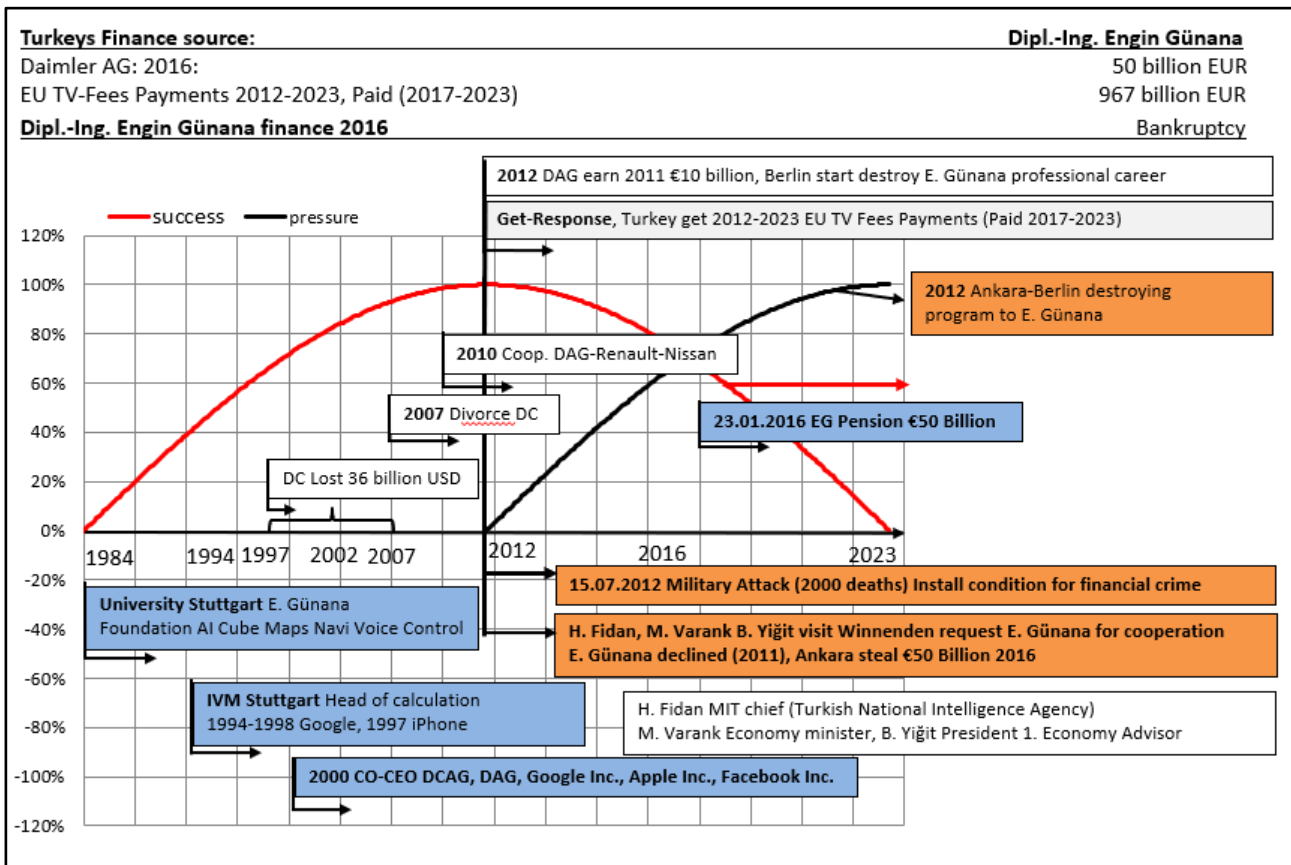 Turkeys Finance source: Dipl.-Ing. Engin Günana
Daimler AG: 2016: 50 billion EUR
EU TV-Fees Payments 2012-2023, Paid (2017-2023) 967 billion EUR
Dipl.-Ing. Engin Günana finance 2016 Bankruptcy
2012 DAG earn 2011 €10 billion, Berlin start destroy E. Günana professional career
success pressure
Get-Response, Turkey get 2012-2023 EU TV Fees Payments (Paid 2017-2023)
120%
100%
80%
60%
40%
20%
0%
-20%
-40%
-60%
-80%
-100%
-120%
2012 Ankara-Berlin destroying
program to E. Günana
2010 Coop. DAG-Renault-Nissan
2007 Divorce DC
23.01.2016 EG Pension €50 Billion
DC Lost 36 billion USD
1984 1994 1997 2002 2007 2012 2016 2023
15.07.2012 Military Attack (2000 deaths) Install condition for financial crime
University Stuttgart E. Günana
Foundation AI Cube Maps Navi Voice Control
H. Fidan, M. Varank B. Yiğit visit Winnenden request E. Günana for cooperation
E. Günana declined (2011), Ankara steal €50 Billion 2016
IVM Stuttgart Head of calculation
1994-1998 Google, 1997 iPhone
H. Fidan MIT chief (Turkish National Intelligence Agency)
M. Varank Economy minister, B. Yiğit President 1. Economy Advisor
2000 CO-CEO DCAG, DAG, Google Inc., Apple Inc., Facebook Inc.